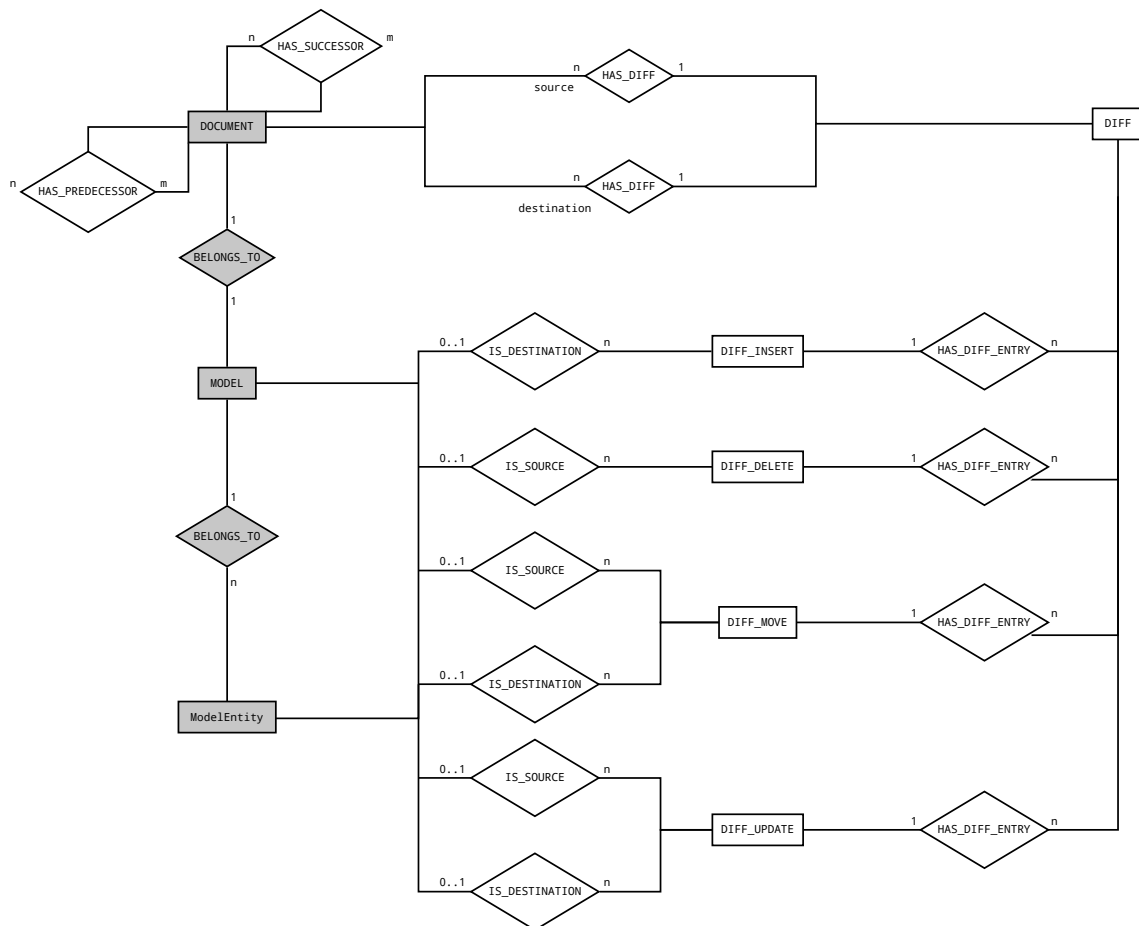 n
HAS_SUCCESSOR
m
n
HAS_DIFF
1
source
DOCUMENT
DIFF
n
HAS_PREDECESSOR
m
n
HAS_DIFF
1
destination
1
BELONGS_TO
1
0..1
IS_DESTINATION
n
DIFF_INSERT
1
HAS_DIFF_ENTRY
n
MODEL
0..1
IS_SOURCE
n
DIFF_DELETE
1
HAS_DIFF_ENTRY
n
1
BELONGS_TO
n
0..1
IS_SOURCE
n
DIFF_MOVE
1
HAS_DIFF_ENTRY
n
0..1
IS_DESTINATION
n
ModelEntity
0..1
IS_SOURCE
n
DIFF_UPDATE
1
HAS_DIFF_ENTRY
n
0..1
IS_DESTINATION
n